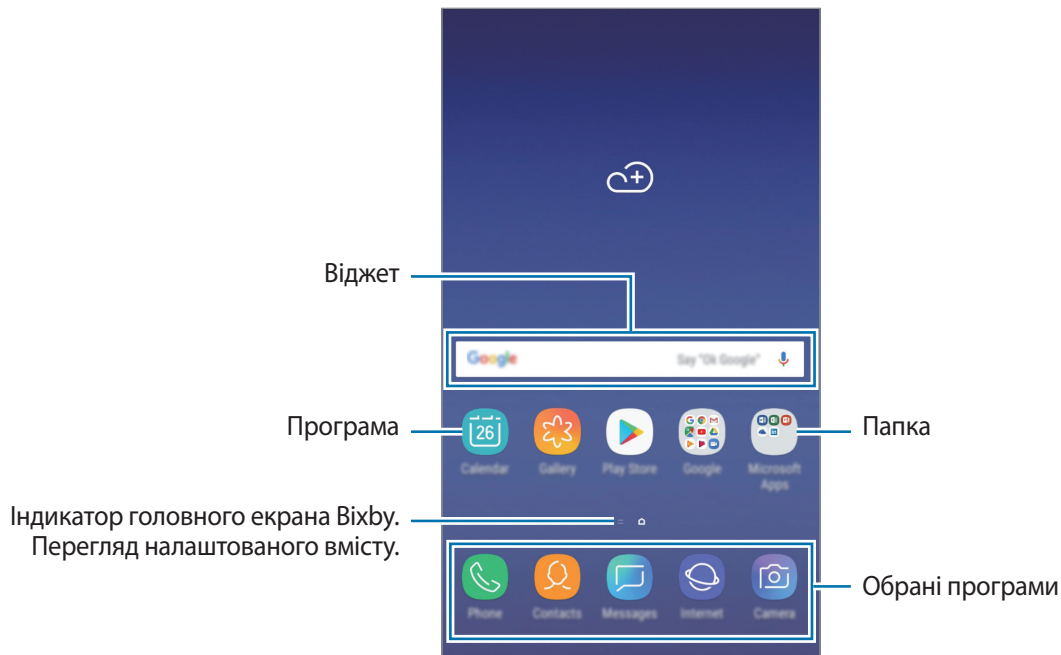 Віджет
Google Say "Ok Google"
Програма
26
Папка
Calendar Gallery Play Store Google Microsoft
Apps
Індикатор головного екрана Bixby.
Перегляд налаштованого вмісту.
Обрані програми
Phone Contacts Messages Internet Camera